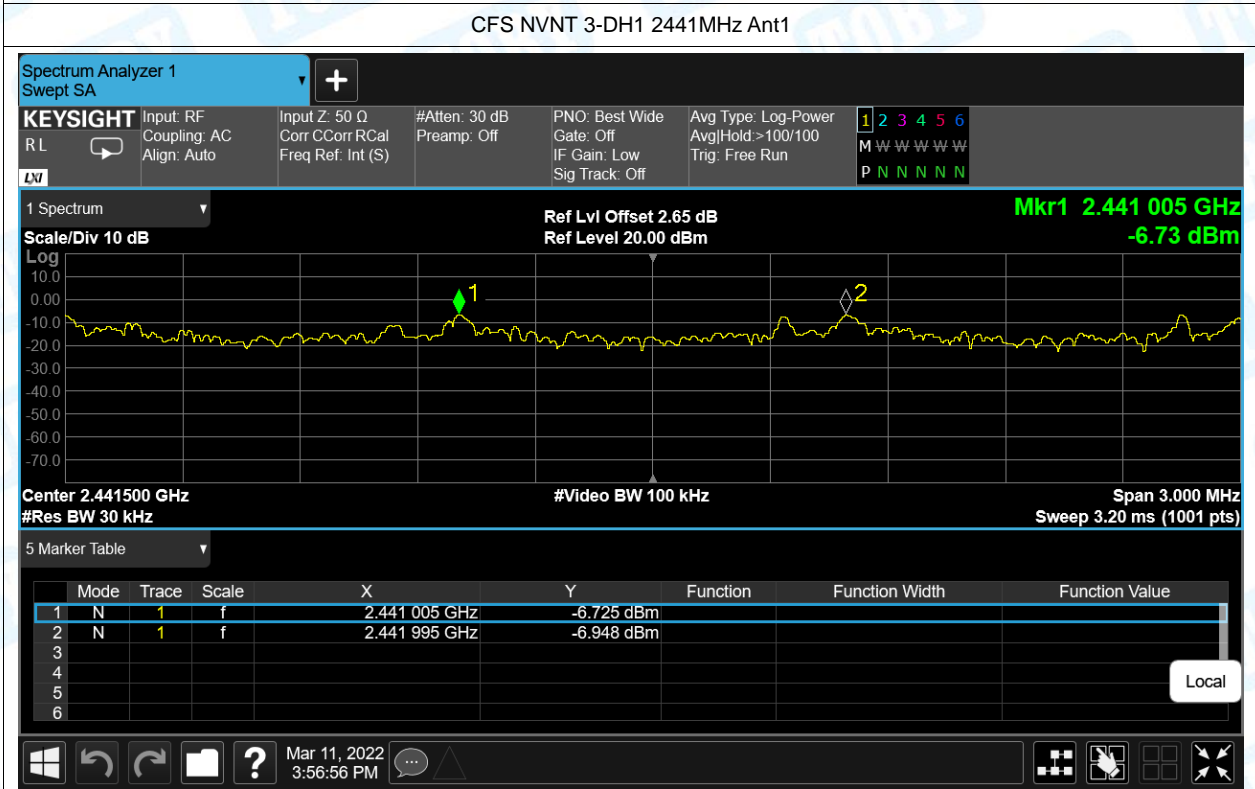 CFS NVNT 3-DH1 2441MHz Ant1
Spectrum Analyzer 1
Swept SA
+
KEYSIGHT Input: RF Input Z: 50 Ω #Atten: 30 dB PNO: Best Wide Avg Type: Log-Power 1 2 3 4 5 6
R L Coupling: AC Corr CCorr RCal Preamp: Off Gate: Off Avg|Hold:>100/100 M W W W W W
Align: Auto Freq Ref: Int (S) IF Gain: Low Trig: Free Run
LXI Sig Track: Off P N N N N N
1 Spectrum Ref Lvl Offset 2.65 dB Mkr1 2.441 005 GHz
Scale/Div 10 dB Ref Level 20.00 dBm -6.73 dBm
Log
10.0
0.00 1 2
-10.0
-20.0
-30.0
-40.0
-50.0
-60.0
-70.0
Center 2.441500 GHz #Video BW 100 kHz Span 3.000 MHz
#Res BW 30 kHz Sweep 3.20 ms (1001 pts)
5 Marker Table
Mode Trace Scale X Y Function Function Width Function Value
1 N 1 f 2.441 005 GHz -6.725 dBm
2 N 1 f 2.441 995 GHz -6.948 dBm
3
4
5
6
Local
? Mar 11, 2022
3:56:56 PM